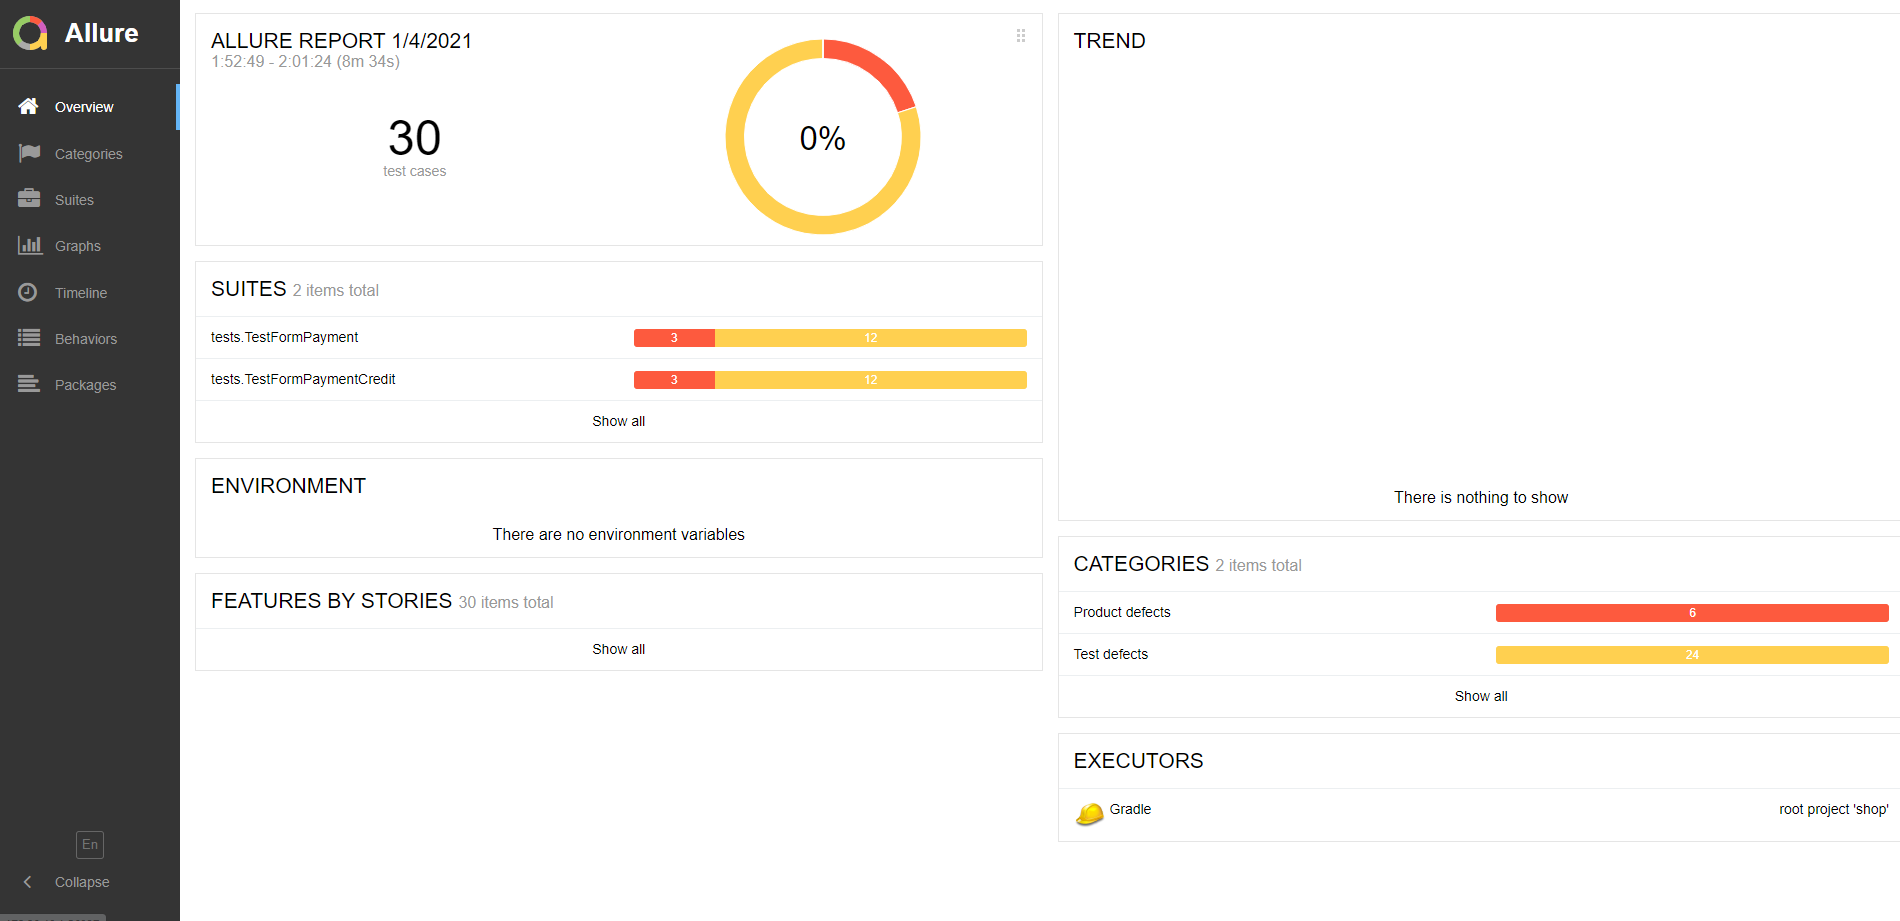 Allure
Overview
Categories
Suites
Graphs
Timeline
Behaviors
Packages
En
Collapse
ALLURE REPORT 1/4/2021
1:52:49 - 2:01:24 (8m 34s)
30
test cases
0%
SUITES 2 items total
tests.TestFormPayment 3 12
tests.TestFormPaymentCredit 3 12
Show all
ENVIRONMENT
There are no environment variables
FEATURES BY STORIES 30 items total
Show all
TREND
There is nothing to show
CATEGORIES 2 items total
Product defects 6
Test defects 24
Show all
EXECUTORS
Gradle root project 'shop'